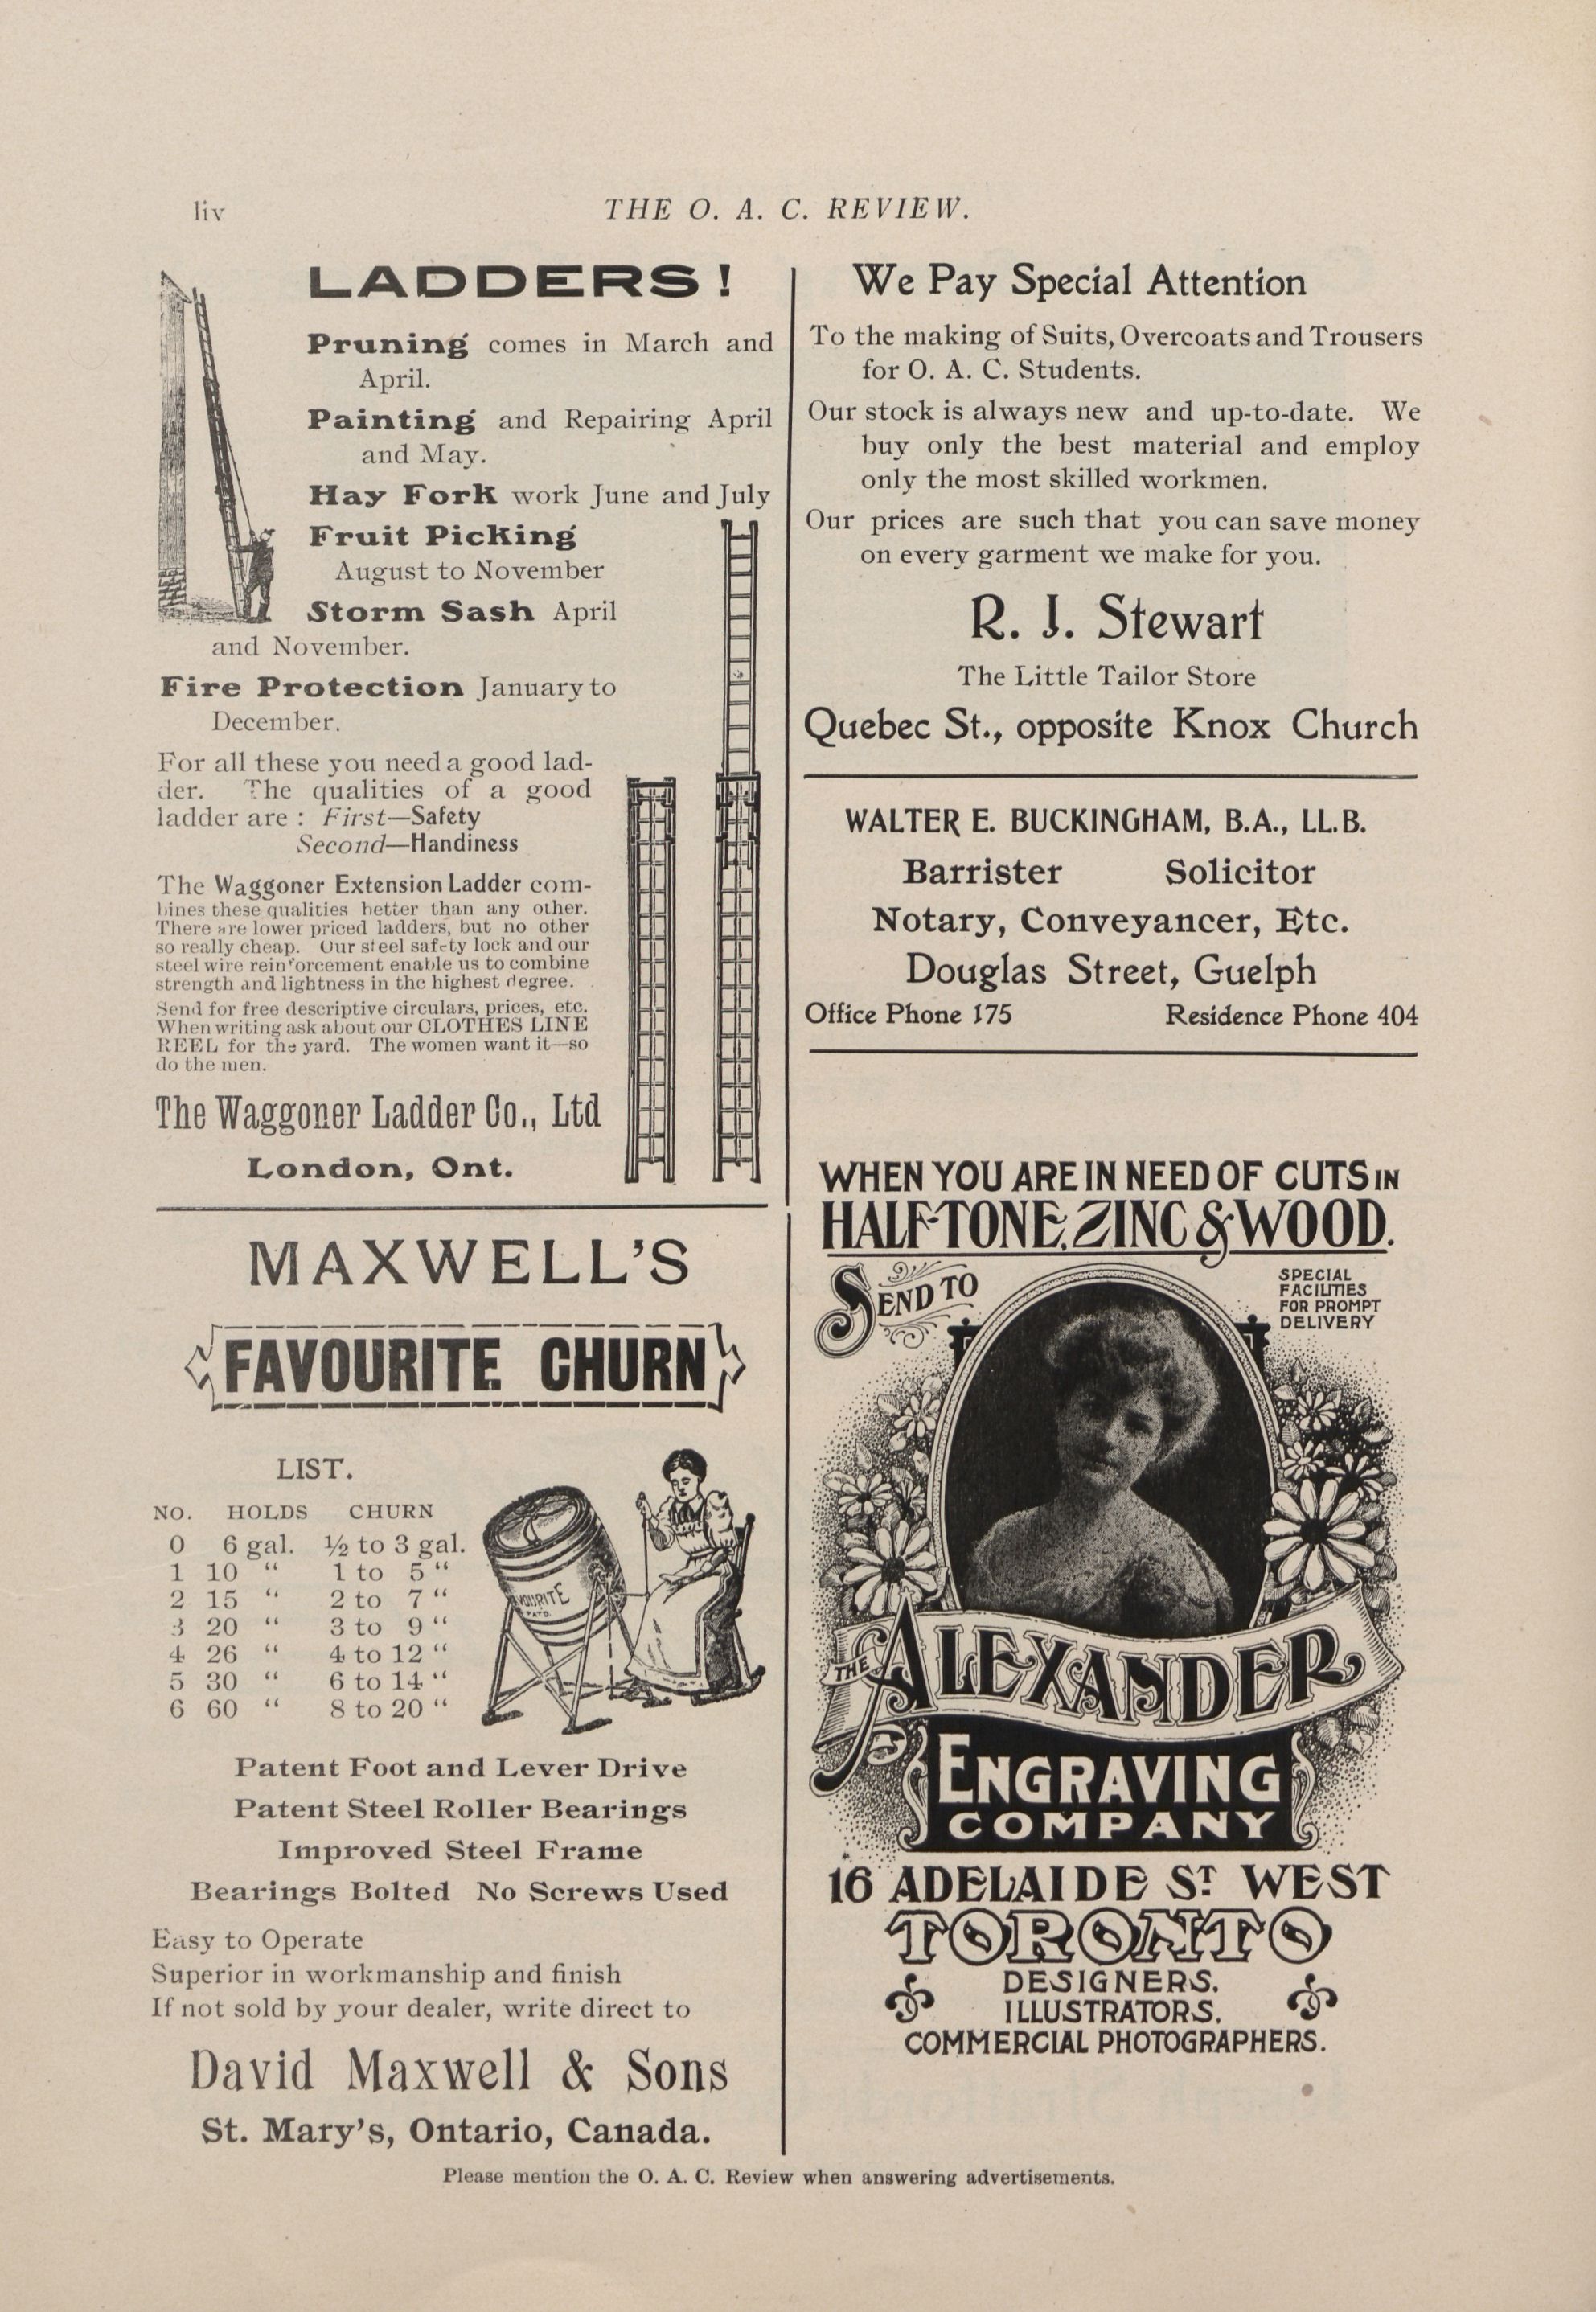 liv
THE O. A. C. REVIEW.
LADDERS!
Pruning comes in March and
April.
Painting and Repairing April
and May.
Hay Fork work June and July
Fruit Picking
August to November
Storm Sash April
and November.
Fire Protection January to
December.
For all these you need a good lad-
der. The qualities of a good
ladder are : First—Safety
Second—Handiness
The Waggoner Extension Ladder com-
bines these qualities better than any other.
There are lower priced ladders, but no other
so really cheap. Our steel safety lock and our
steel wire reinforcement enable us to combine
strength and lightness in the highest degree.
Send for free descriptive circulars, prices, etc.
When writing ask about our CLOTHES LINE
REEL for the yard. The women want it—so
do the men.
The Waggoner Ladder Co., Ltd
London, Ont.
MAXWELL'S
FAVOURITE CHURN
LIST.
NO. HOLDS CHURN
0 6 gal. ½ to 3 gal.
1 10 " 1 to 5 "
2 15 " 2 to 7 "
3 20 " 3 to 9 "
4 26 " 4 to 12 "
5 30 " 6 to 14 "
6 60 " 8 to 20 "
Patent Foot and Lever Drive
Patent Steel Roller Bearings
Improved Steel Frame
Bearings Bolted No Screws Used
Easy to Operate
Superior in workmanship and finish
If not sold by your dealer, write direct to
David Maxwell & Sons
St. Mary's, Ontario, Canada.
We Pay Special Attention
To the making of Suits, Overcoats and Trousers
for O. A. C. Students.
Our stock is always new and up-to-date. We
buy only the best material and employ
only the most skilled workmen.
Our prices are such that you can save money
on every garment we make for you.
R. J. Stewart
The Little Tailor Store
Quebec St., opposite Knox Church
WALTER E. BUCKINGHAM, B.A., LL.B.
Barrister Solicitor
Notary, Conveyancer, Etc.
Douglas Street, Guelph
Office Phone 175 Residence Phone 404
WHEN YOU ARE IN NEED OF CUTS IN
HALF-TONE, ZINC & WOOD.
SEND TO
SPECIAL
FACILITIES
FOR PROMPT
DELIVERY
THE ALEXANDER
ENGRAVING
COMPANY
16 ADELAIDE ST. WEST
TORONTO
DESIGNERS.
ILLUSTRATORS.
COMMERCIAL PHOTOGRAPHERS.
Please mention the O. A. C. Review when answering advertisements.